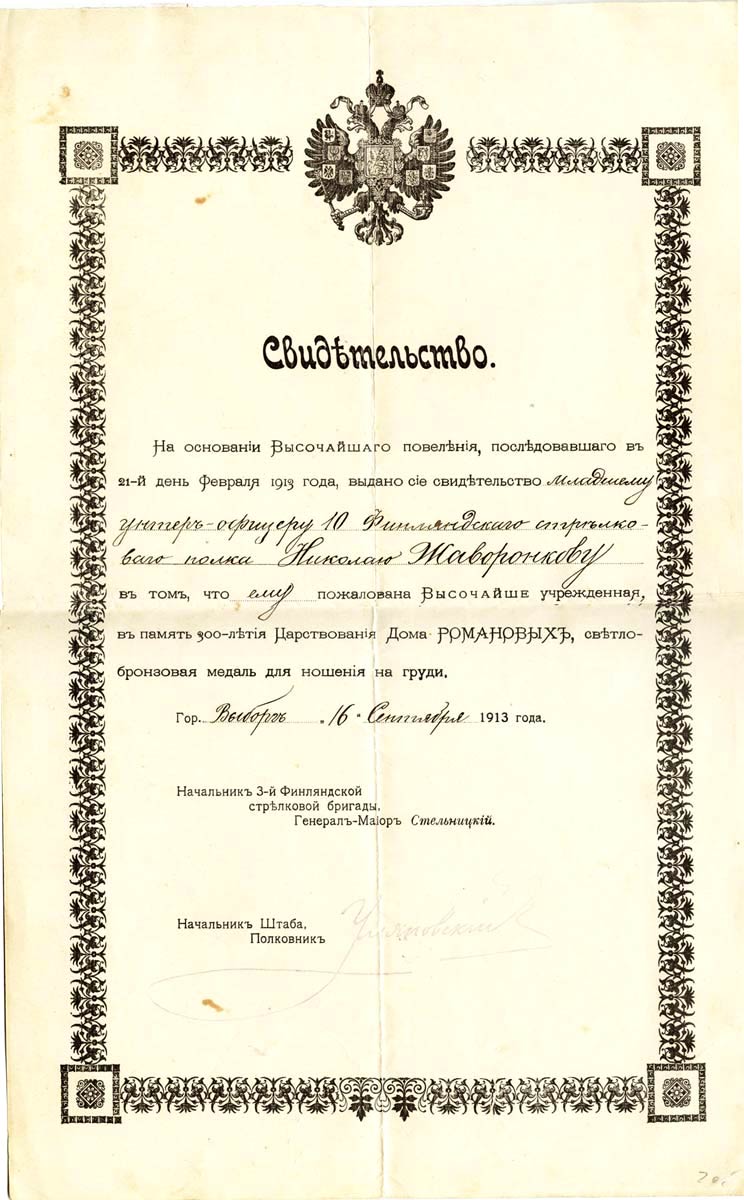 Свидѣтельство.
На основаніи Высочайшаго повелѣнія, послѣдовавшаго въ
21-й день Февраля 1913 года, выдано сіе свидѣтельство младшему
унтеръ-офицеру 10 Финляндскаго стрѣлко-
ваго полка Николаю Жаворонкову
въ томъ, что ему пожалована Высочайше учрежденная,
въ память 300-лѣтія Царствованія Дома РОМАНОВЫХЪ, свѣтло-
бронзовая медаль для ношенія на груди.
Гор. Выборгъ „16" Сентября 1913 года.
Начальникъ 3-й Финляндской
стрѣлковой бригады,
Генералъ-Маіоръ Стельницкій.
Начальникъ Штаба,
Полковникъ